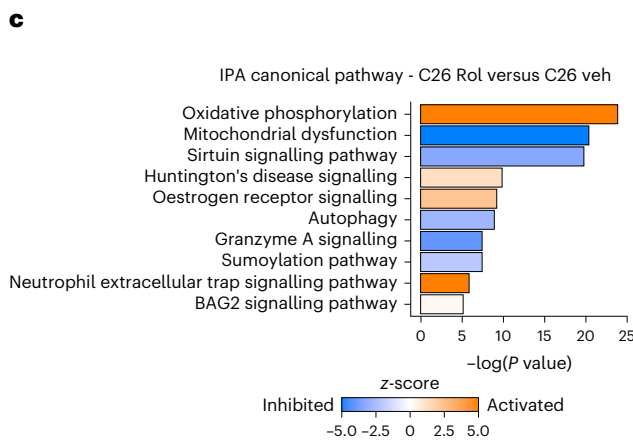 c
IPA canonical pathway - C26 Rol versus C26 veh
Oxidative phosphorylation
Mitochondrial dysfunction
Sirtuin signalling pathway
Huntington's disease signalling
Oestrogen receptor signalling
Autophagy
Granzyme A signalling
Sumoylation pathway
Neutrophil extracellular trap signalling pathway
BAG2 signalling pathway
0 5 10 15 20 25
–log(P value)
z-score
Inhibited Activated
–5.0 –2.5 0 2.5 5.0